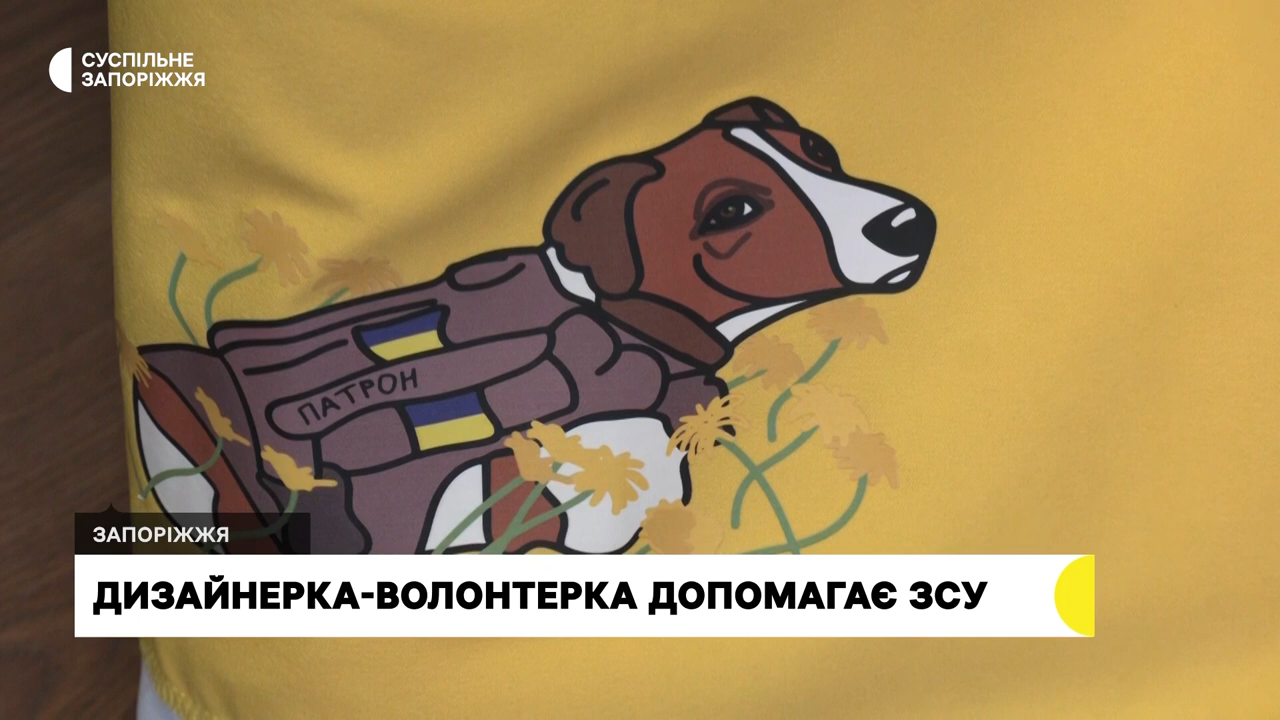 СУСПІЛЬНЕ
ЗАПОРІЖЖЯ
ПАТРОН
ЗАПОРІЖЖЯ
ДИЗАЙНЕРКА-ВОЛОНТЕРКА ДОПОМАГАЄ ЗСУ